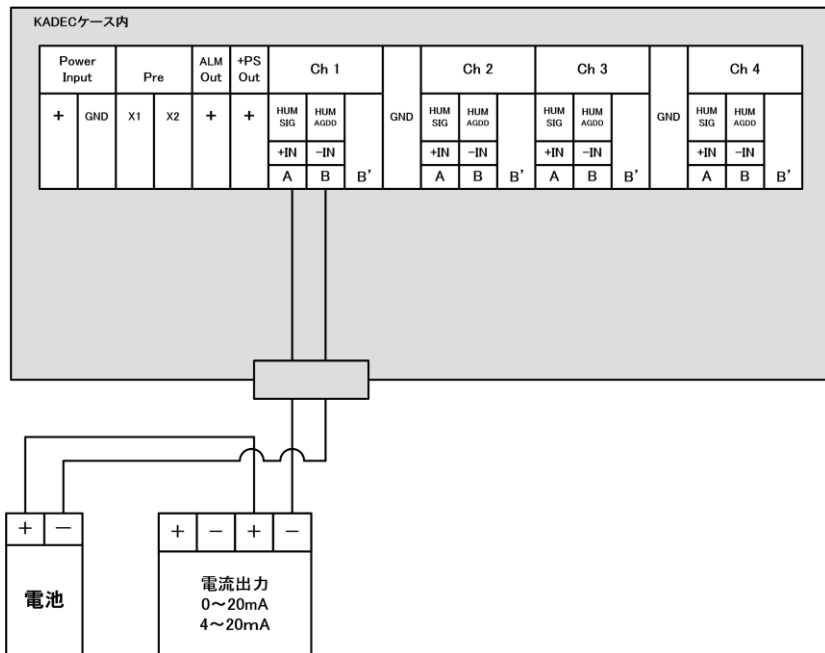 KADECケース内
Power Input
Pre
ALM Out
+PS Out
Ch 1
GND
Ch 2
Ch 3
GND
Ch 4
+
GND
X1
X2
+
+
HUM SIG
HUM AGDD
HUM SIG
HUM AGDD
HUM SIG
HUM AGDD
HUM SIG
HUM AGDD
+IN
−IN
+IN
−IN
+IN
−IN
+IN
−IN
A
B
B'
A
B
B'
A
B
B'
A
B
B'
+
−
+
−
+
−
電池
電流出力
0〜20mA
4〜20mA